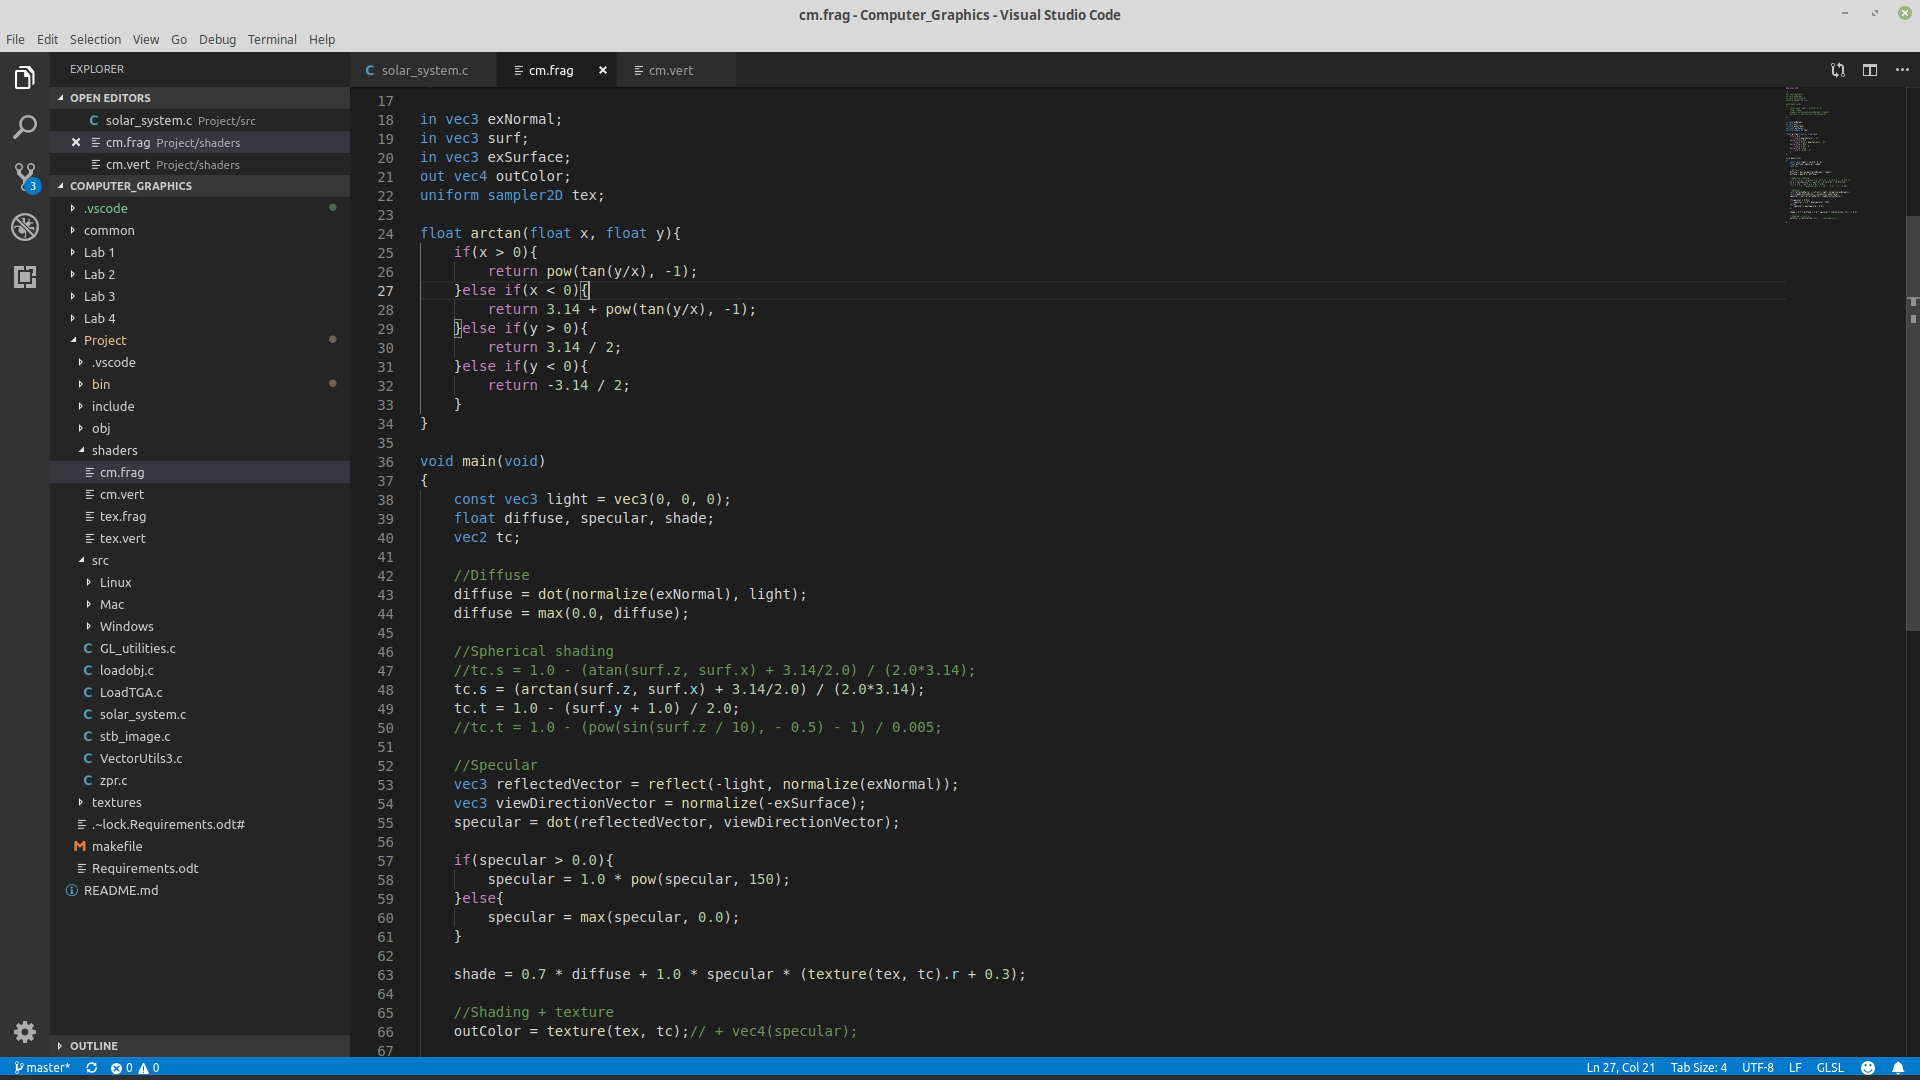 cm.frag - Computer_Graphics - Visual Studio Code
File Edit Selection View Go Debug Terminal Help
EXPLORER
OPEN EDITORS
solar_system.c Project/src
cm.frag Project/shaders
cm.vert Project/shaders
COMPUTER_GRAPHICS
.vscode
common
Lab 1
Lab 2
Lab 3
Lab 4
Project
.vscode
bin
include
obj
shaders
cm.frag
cm.vert
tex.frag
tex.vert
src
Linux
Mac
Windows
C GL_utilities.c
C loadobj.c
C LoadTGA.c
C solar_system.c
C stb_image.c
C VectorUtils3.c
C zpr.c
textures
.~lock.Requirements.odt#
M makefile
Requirements.odt
README.md
OUTLINE
3
C solar_system.c cm.frag cm.vert
17
18 in vec3 exNormal;
19 in vec3 surf;
20 in vec3 exSurface;
21 out vec4 outColor;
22 uniform sampler2D tex;
23
24 float arctan(float x, float y){
25     if(x > 0){
26         return pow(tan(y/x), -1);
27     }else if(x < 0){
28         return 3.14 + pow(tan(y/x), -1);
29     }else if(y > 0){
30         return 3.14 / 2;
31     }else if(y < 0){
32         return -3.14 / 2;
33     }
34 }
35
36 void main(void)
37 {
38     const vec3 light = vec3(0, 0, 0);
39     float diffuse, specular, shade;
40     vec2 tc;
41
42     //Diffuse
43     diffuse = dot(normalize(exNormal), light);
44     diffuse = max(0.0, diffuse);
45
46     //Spherical shading
47     //tc.s = 1.0 - (atan(surf.z, surf.x) + 3.14/2.0) / (2.0*3.14);
48     tc.s = (arctan(surf.z, surf.x) + 3.14/2.0) / (2.0*3.14);
49     tc.t = 1.0 - (surf.y + 1.0) / 2.0;
50     //tc.t = 1.0 - (pow(sin(surf.z / 10), - 0.5) - 1) / 0.005;
51
52     //Specular
53     vec3 reflectedVector = reflect(-light, normalize(exNormal));
54     vec3 viewDirectionVector = normalize(-exSurface);
55     specular = dot(reflectedVector, viewDirectionVector);
56
57     if(specular > 0.0){
58         specular = 1.0 * pow(specular, 150);
59     }else{
60         specular = max(specular, 0.0);
61     }
62
63     shade = 0.7 * diffuse + 1.0 * specular * (texture(tex, tc).r + 0.3);
64
65     //Shading + texture
66     outColor = texture(tex, tc);// + vec4(specular);
67
master* 0 0 Ln 27, Col 21 Tab Size: 4 UTF-8 LF GLSL